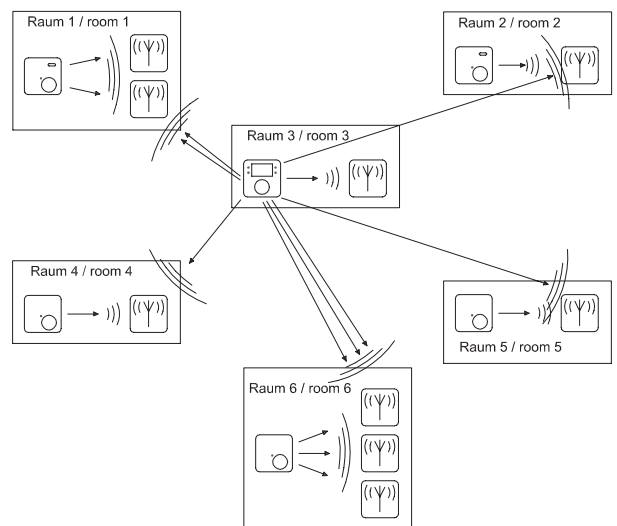 Raum 1 / room 1
Raum 2 / room 2
Raum 3 / room 3
Raum 4 / room 4
Raum 5 / room 5
Raum 6 / room 6